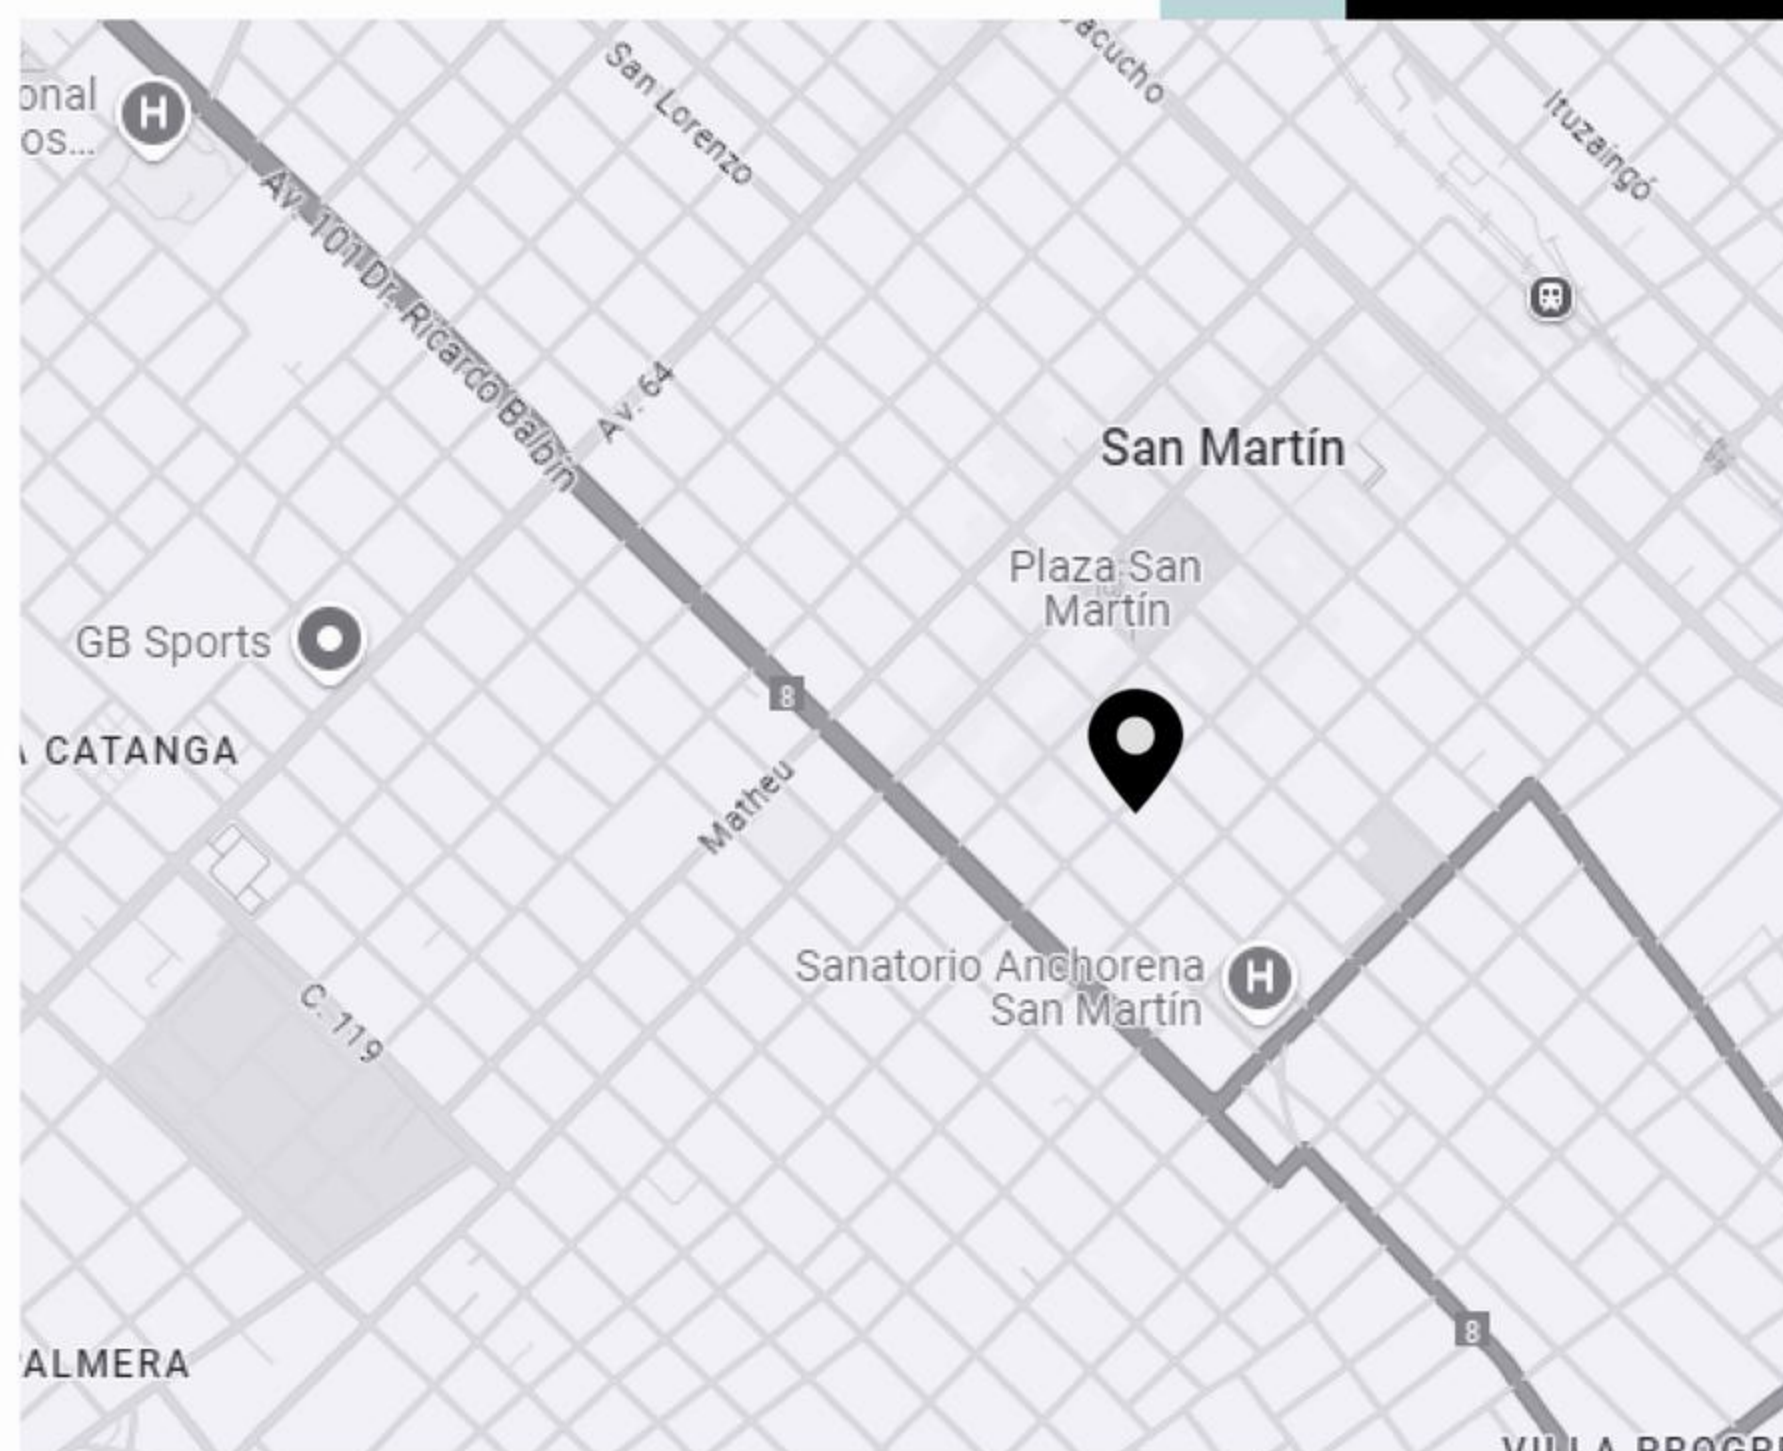 San Lorenzo
acucho
Ituzaingó
onal
os...
H
Av. 101 Dr. Ricardo Balbín
Av. 64
San Martín
Plaza San
Martín
GB Sports
8
CATANGA
Matheu
Sanatorio Anchorena
San Martín
H
C. 119
8
ALMERA